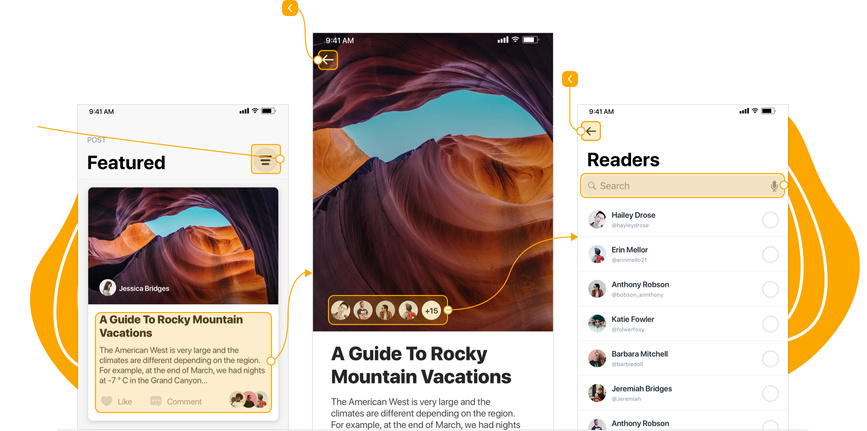 9:41 AM
POST
Featured
Jessica Bridges
A Guide To Rocky Mountain
Vacations
The American West is very large and the
climates are different depending on the region.
For example, at the end of March, we had nights
at -7 ° C in the Grand Canyon...
Like
Comment
9:41 AM
+15
A Guide To Rocky
Mountain Vacations
The American West is very large and the
climates are different depending on the region.
For example, at the end of March, we had nights
9:41 AM
Readers
Search
Hailey Drose
@hayleydrose
Erin Mellor
@erinmello21
Anthony Robson
@bobson_annthony
Katie Fowler
@folwerfoxy
Barbara Mitchell
@barbiedoll
Jeremiah Bridges
@Jeremiah
Anthony Robson